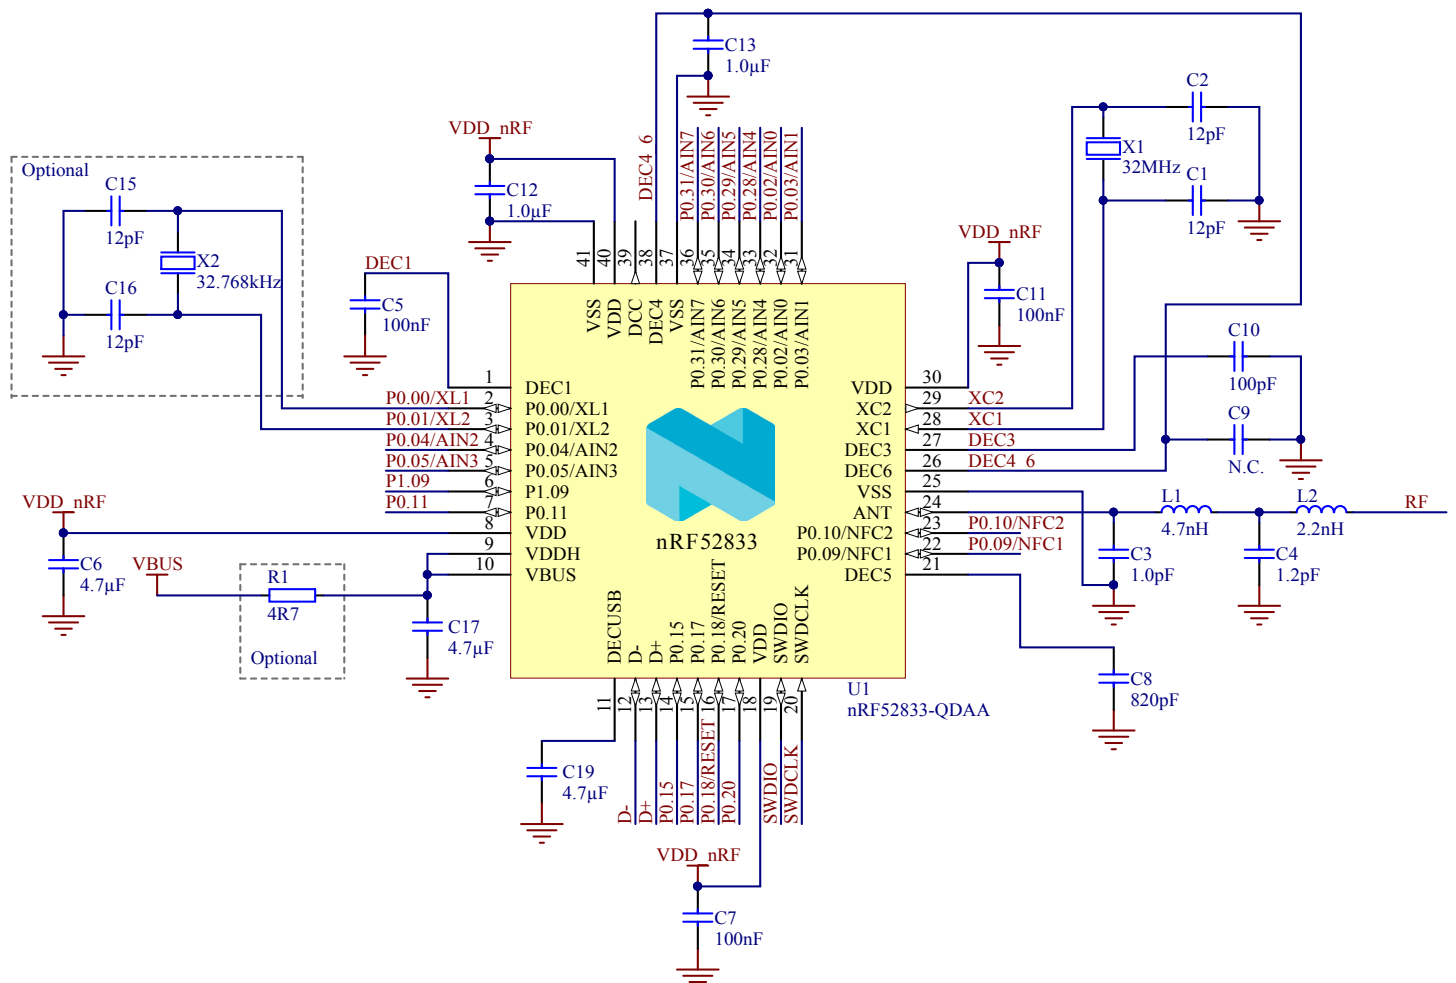 C13
1.0µF
VDD_nRF
C12
1.0µF
DEC4_6
P0.31/AIN7
P0.30/AIN6
P0.29/AIN5
P0.28/AIN4
P0.02/AIN0
P0.03/AIN1
C2
12pF
X1
32MHz
C1
12pF
Optional
C15
12pF
X2
32.768kHz
C16
12pF
DEC1
C5
100nF
VDD_nRF
C11
100nF
C10
100pF
C9
N.C.
41
40
39
38
37
36
35
34
33
32
31
VSS
VDD
DCC
DEC4
VSS
P0.31/AIN7
P0.30/AIN6
P0.29/AIN5
P0.28/AIN4
P0.02/AIN0
P0.03/AIN1
1 DEC1
P0.00/XL1 2 P0.00/XL1
P0.01/XL2 3 P0.01/XL2
P0.04/AIN2 4 P0.04/AIN2
P0.05/AIN3 5 P0.05/AIN3
P1.09 6 P1.09
P0.11 7 P0.11
8 VDD
9 VDDH
10 VBUS
VDD 30
XC2 29 XC2
XC1 28 XC1
DEC3 27 DEC3
DEC6 26 DEC4_6
VSS 25
ANT 24
P0.10/NFC2 23 P0.10/NFC2
P0.09/NFC1 22 P0.09/NFC1
DEC5 21
nRF52833
VDD_nRF
C6
4.7µF
VBUS
R1
4R7
Optional
C17
4.7µF
L1
4.7nH
L2
2.2nH
RF
C3
1.0pF
C4
1.2pF
C8
820pF
DECUSB
D-
D+
P0.15
P0.17
P0.18/RESET
P0.20
VDD
SWDIO
SWDCLK
U1
nRF52833-QDAA
11
12
13
14
15
16
17
18
19
20
C19
4.7µF
D-
D+
P0.15
P0.17
P0.18/RESET
P0.20
SWDIO
SWDCLK
VDD_nRF
C7
100nF